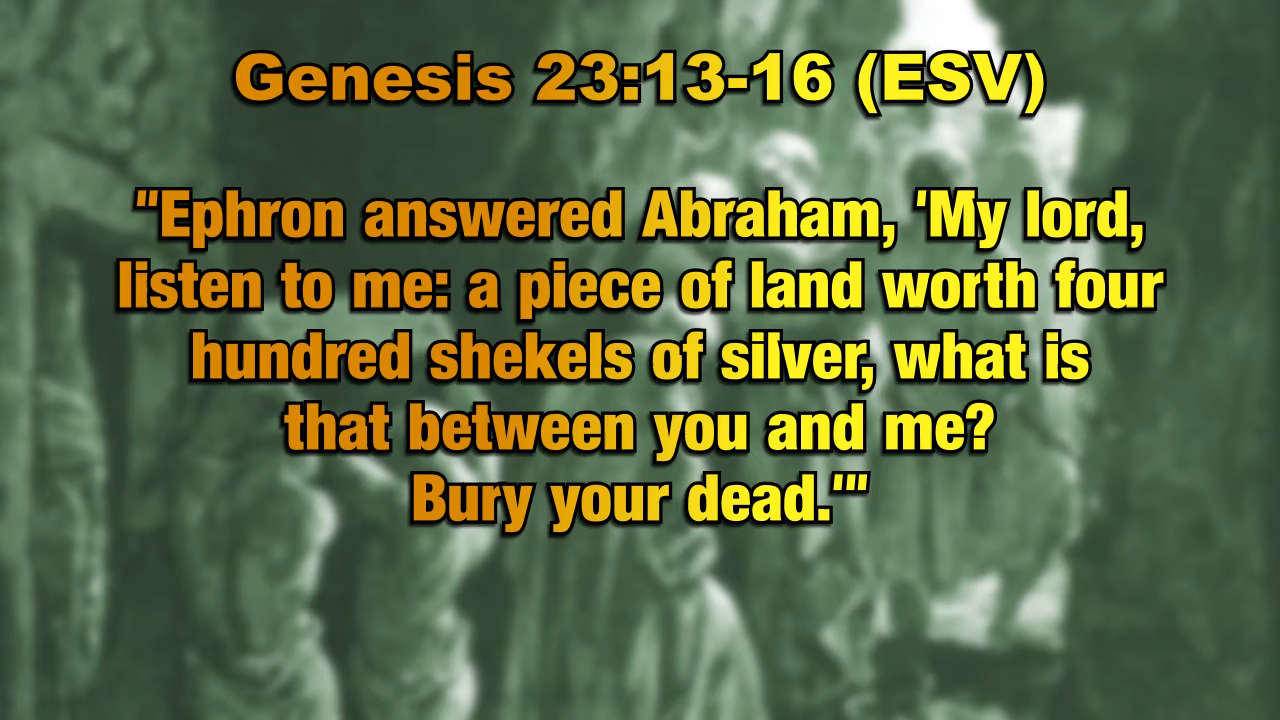 Genesis 23:13-16 (ESV)
"Ephron answered Abraham, 'My lord,
listen to me: a piece of land worth four
hundred shekels of silver, what is
that between you and me?
Bury your dead.'"